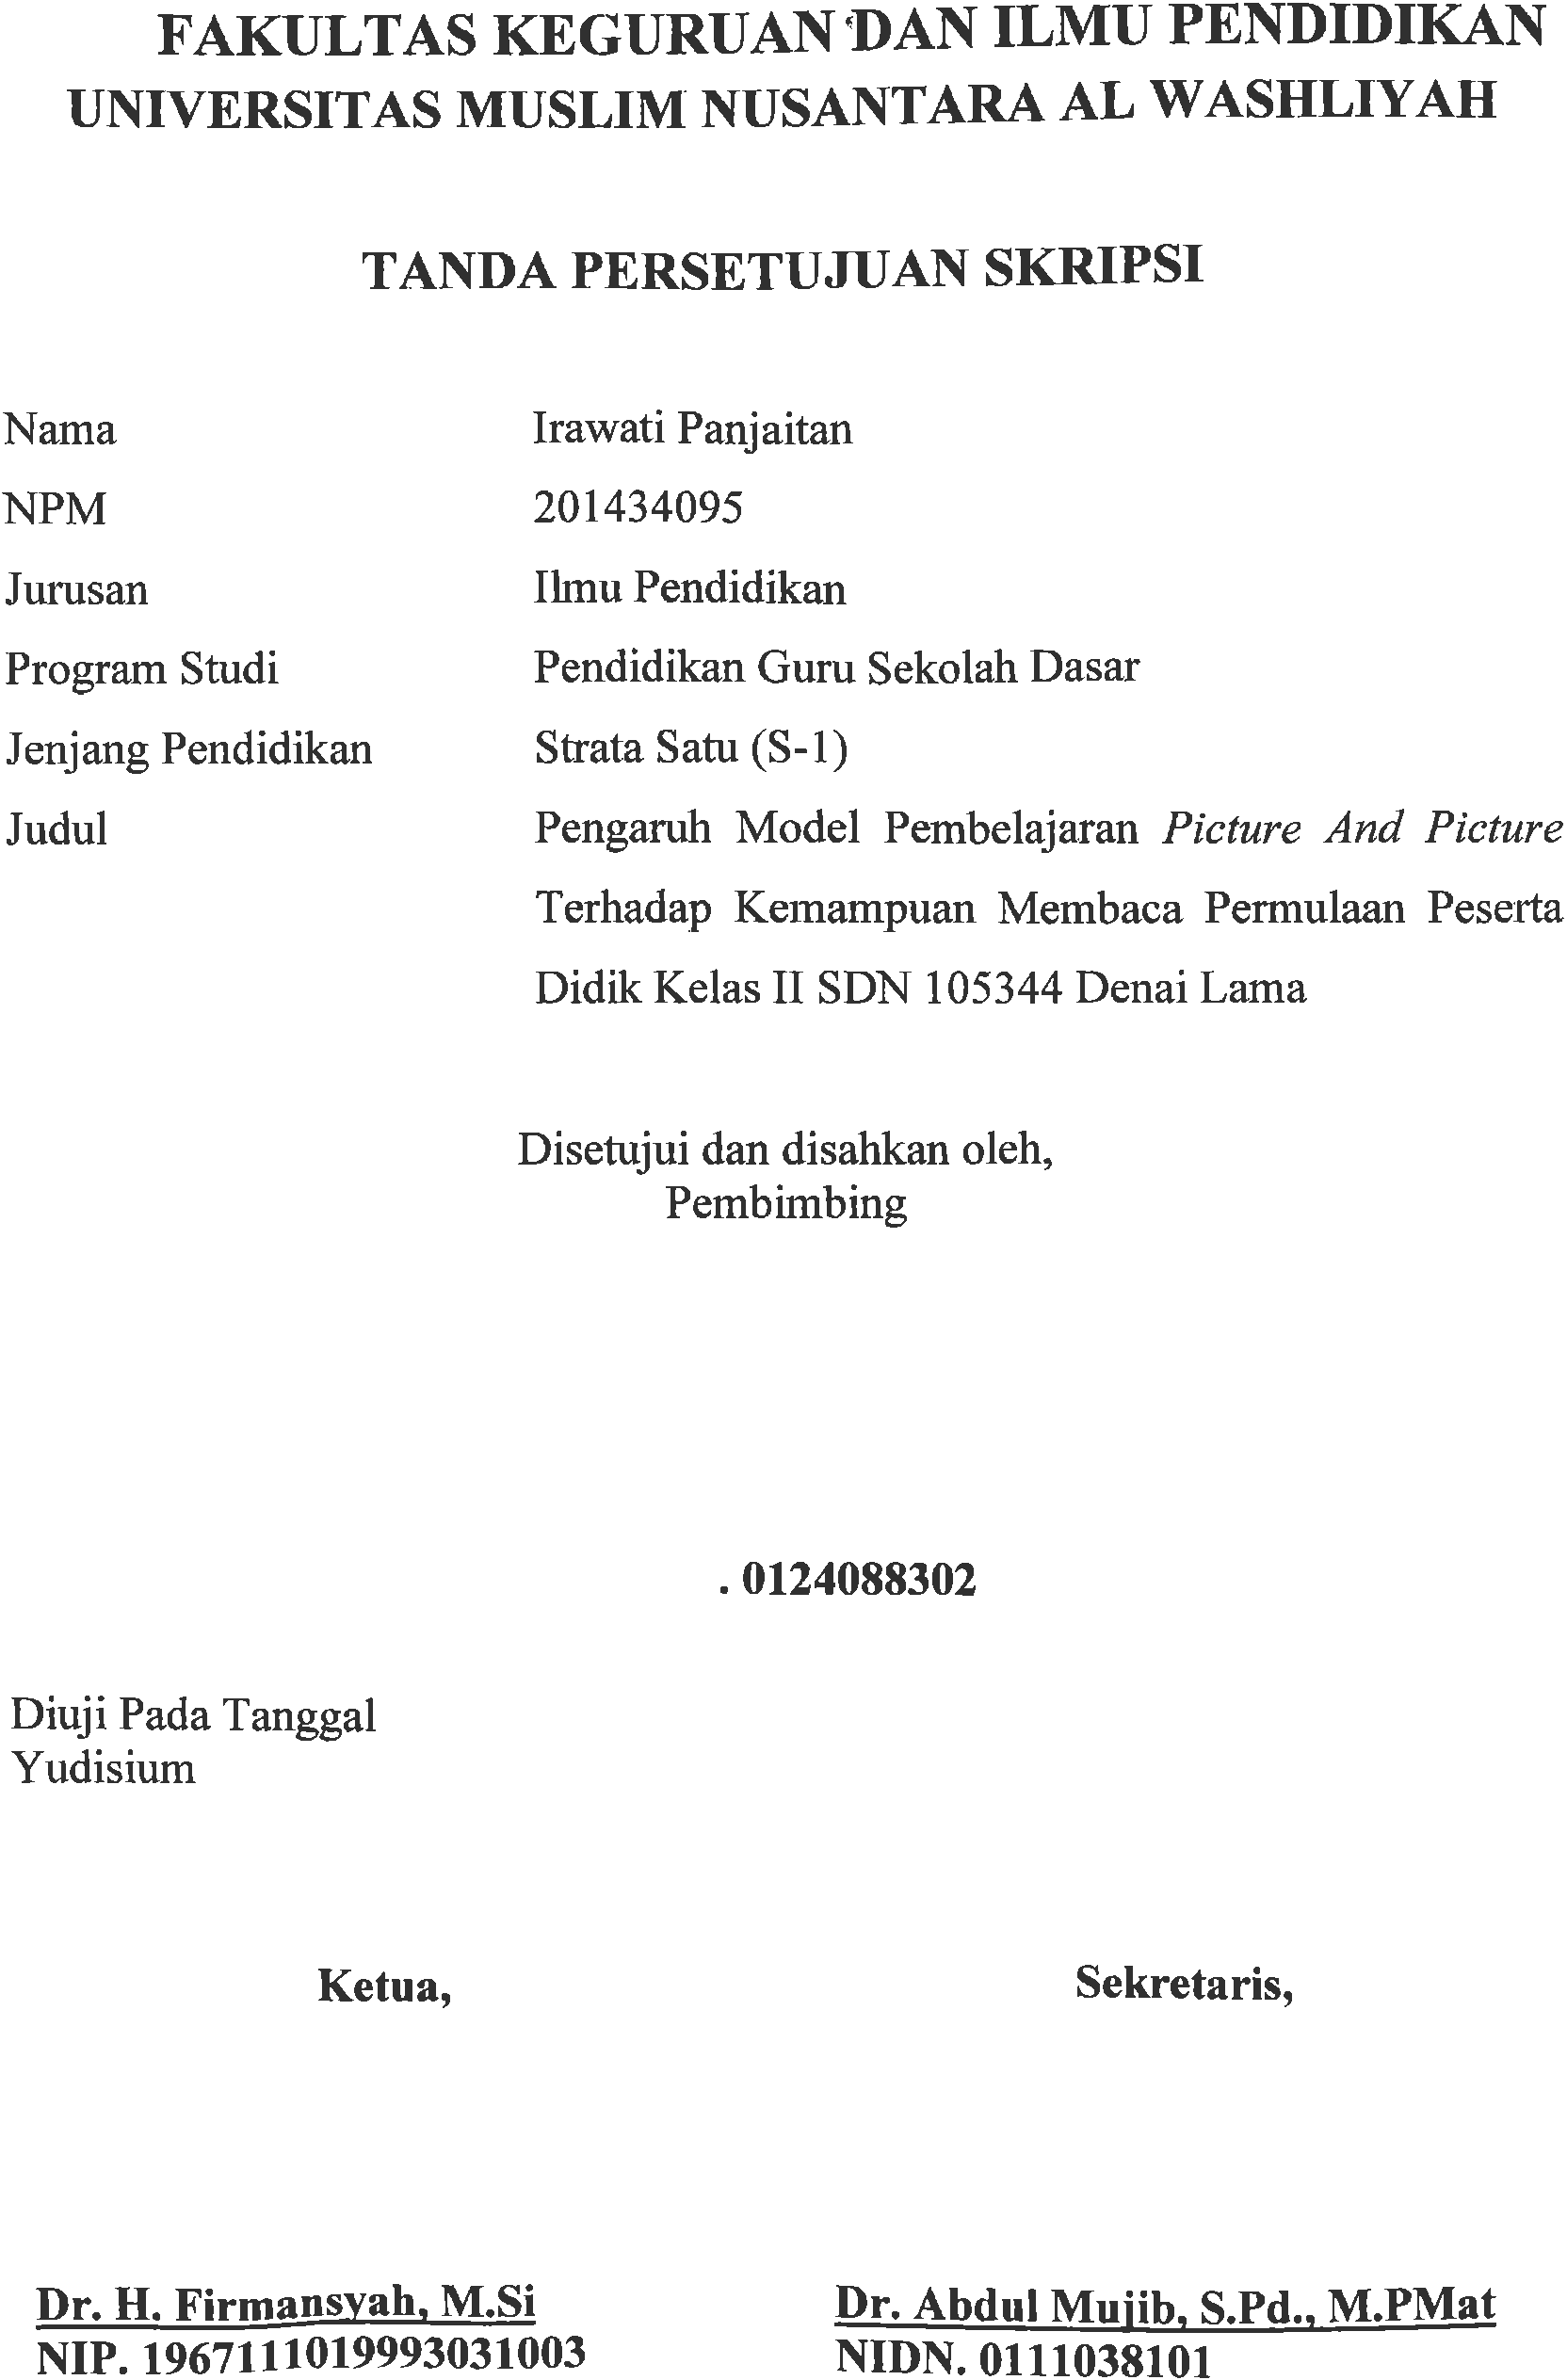 FAKULTAS KEGURUAN DAN ILMU PENDIDIKAN
UNIVERSITAS MUSLIM NUSANTARA AL WASHLIYAH
TANDA PERSETUJUAN SKRIPSI
Nama Irawati Panjaitan
NPM 201434095
Jurusan Ilmu Pendidikan
Program Studi Pendidikan Guru Sekolah Dasar
Jenjang Pendidikan Strata Satu (S-1)
Judul Pengaruh Model Pembelajaran Picture And Picture
Terhadap Kemampuan Membaca Permulaan Peserta
Didik Kelas II SDN 105344 Denai Lama
Disetujui dan disahkan oleh,
Pembimbing
. 0124088302
Diuji Pada Tanggal
Yudisium
Ketua, Sekretaris,
Dr. H. Firmansyah, M.Si Dr. Abdul Mujib, S.Pd., M.PMat
NIP. 1967111019993031003 NIDN. 0111038101